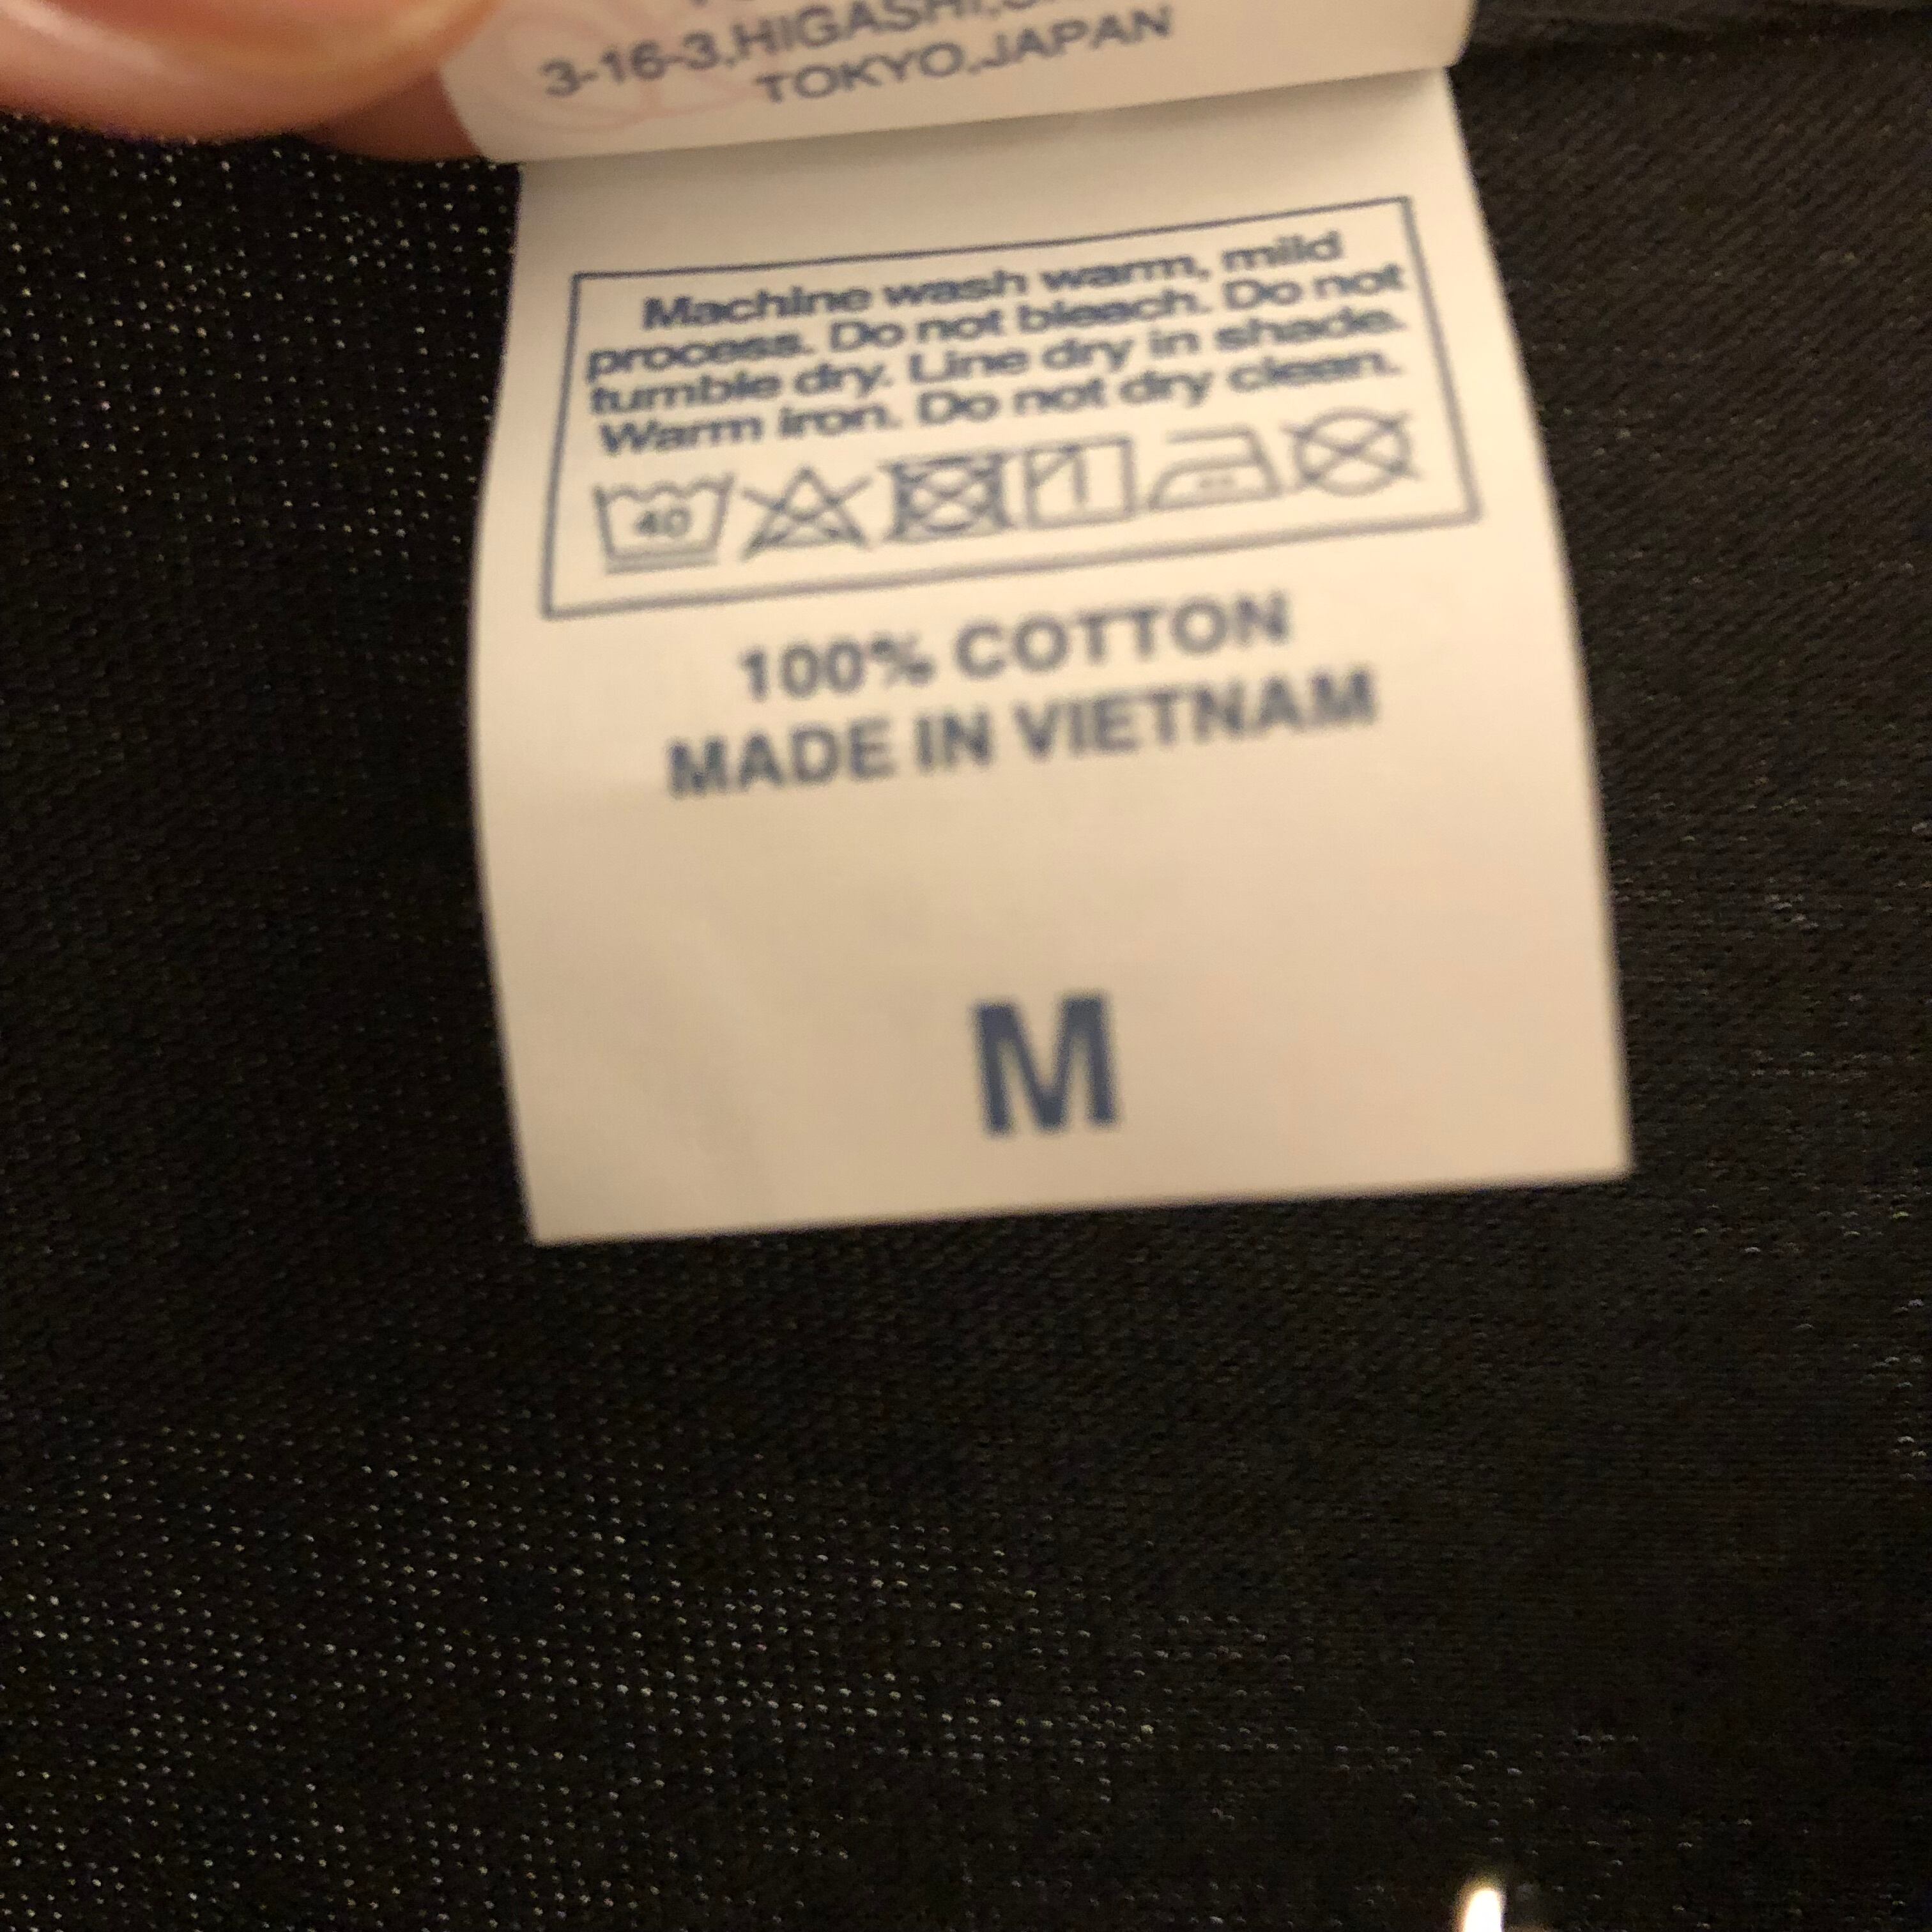 3-16-3,HIGASHI,
TOKYO,JAPAN
Machine wash warm, mild
process. Do not bleach. Do not
tumble dry. Line dry in shade.
Warm iron. Do not dry clean.
40
100% COTTON
MADE IN VIETNAM
M